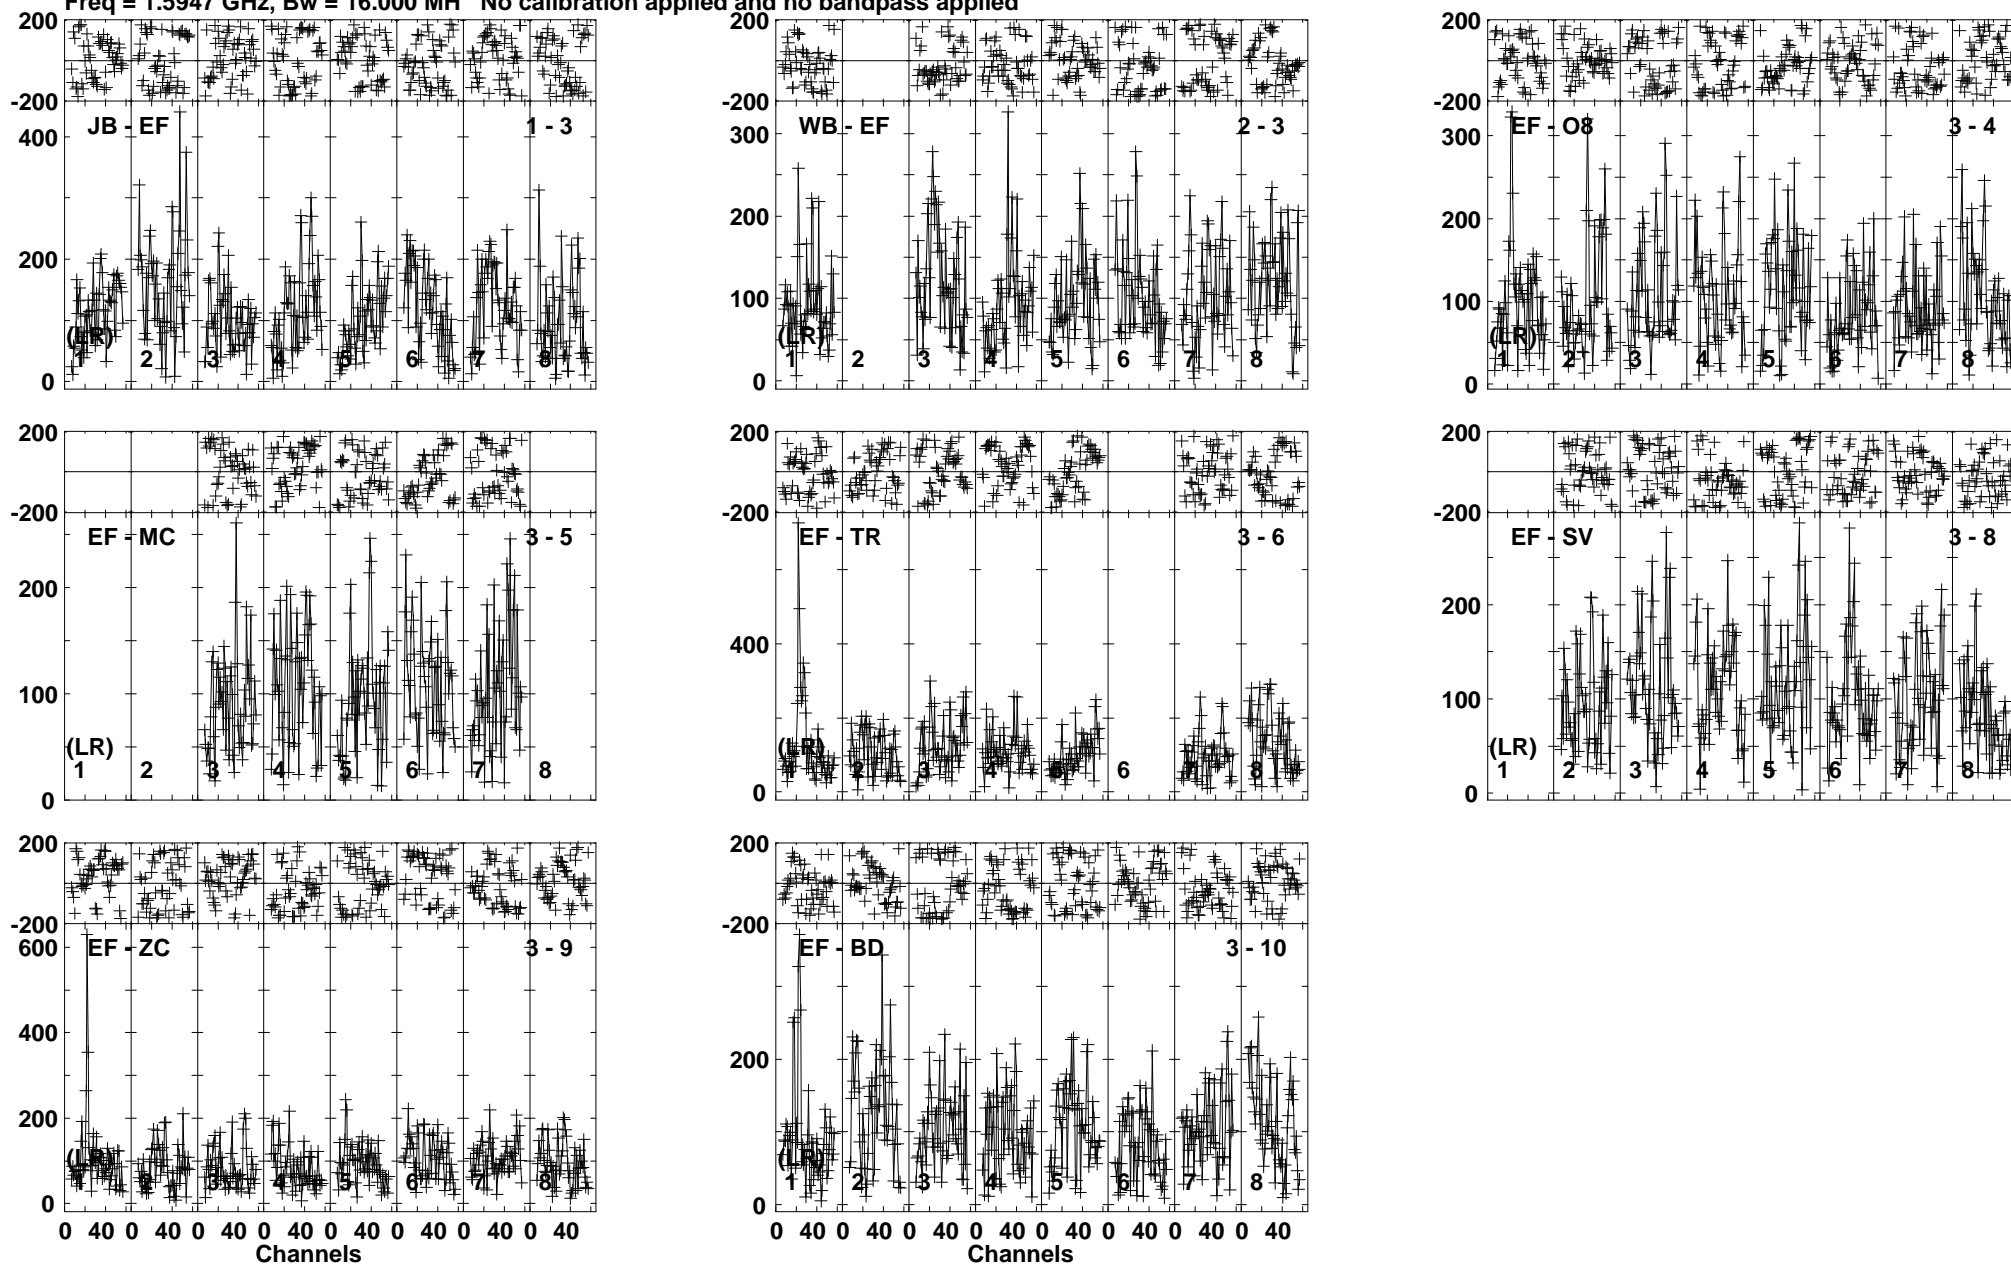 Freq = 1.5947 GHz, Bw = 16.000 MH No calibration applied and no bandpass applied
200
-200
JB - EF 1 - 3
400
200
0
(LR)
1 2 3 4 5 6 7 8
200
-200
WB - EF 2 - 3
300
200
100
0
(LR)
1 2 3 4 5 6 7 8
200
-200
EF - O8 3 - 4
300
200
100
0
(LR)
1 2 3 4 5 6 7 8
200
-200
EF - MC 3 - 5
200
100
0
(LR)
1 2 3 4 5 6 7 8
200
-200
EF - TR 3 - 6
400
0
(LR)
1 2 3 4 5 6 7 8
200
-200
EF - SV 3 - 8
200
100
0
(LR)
1 2 3 4 5 6 7 8
200
-200
EF - ZC 3 - 9
600
400
200
0
(LR)
1 2 3 4 5 6 7 8
0 40 0 40 0 40 0 40 0 40 0 40 0 40 0 40
Channels
200
-200
EF - BD 3 - 10
200
0
(LR)
1 2 3 4 5 6 7 8
0 40 0 40 0 40 0 40 0 40 0 40 0 40 0 40
Channels